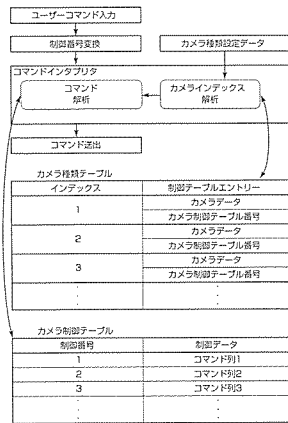 ユーザーコマンド入力
制御番号変換
カメラ種類設定データ
コマンドインタプリタ
コマンド
解析
カメラインデックス
解析
コマンド送出
カメラ種類テーブル
インデックス 制御テーブルエントリー
1 カメラデータ
カメラ制御テーブル番号
2 カメラデータ
カメラ制御テーブル番号
3 カメラデータ
カメラ制御テーブル番号
カメラ制御テーブル
制御番号 制御データ
1 コマンド列1
2 コマンド列2
3 コマンド列3